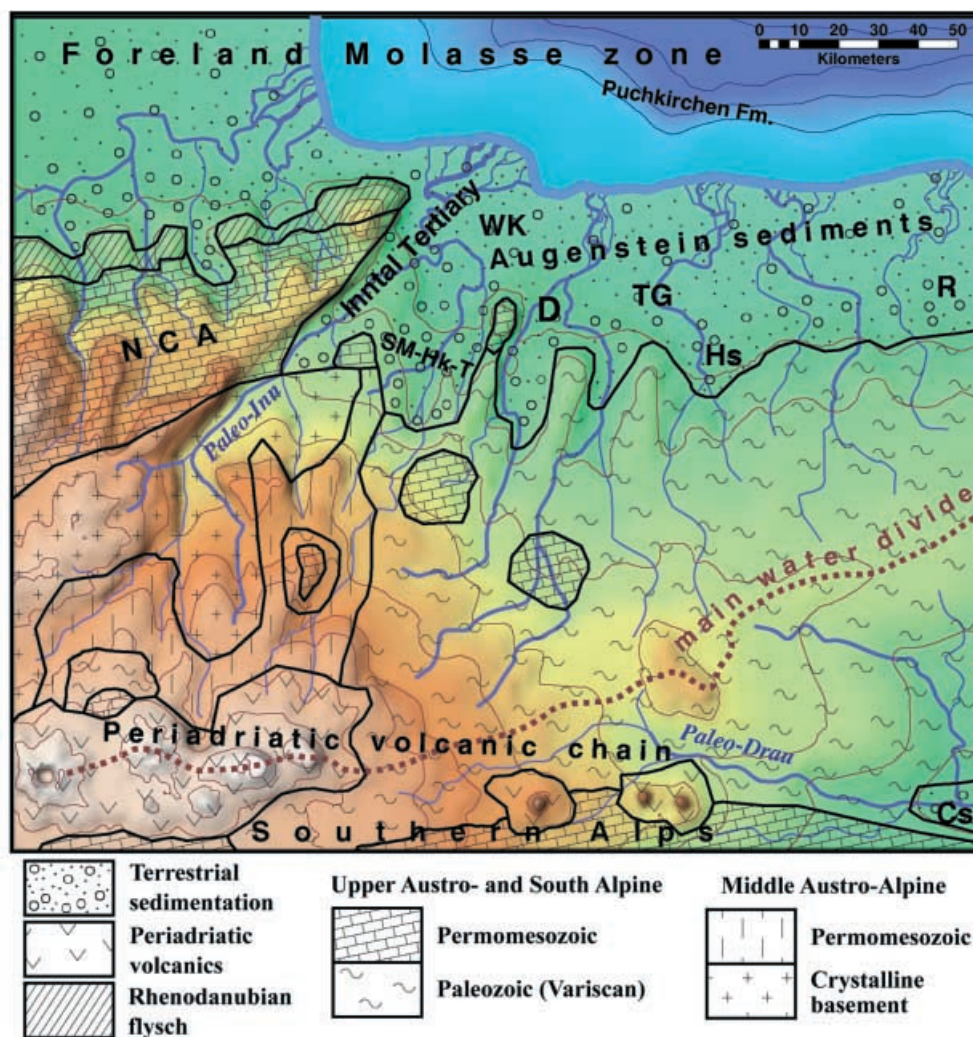 Foreland Molasse zone
0 10 20 30 40 50
Kilometers
Puchkirchen Fm.
Inntal Tertiary
WK
Augenstein sediments
NCA
SM-Hk-T
D
TG
R
Hs
Paleo-Inn
main water divide
Periadriatic volcanic chain
Paleo-Drau
Southern Alps
Cs
Terrestrial
sedimentation
Periadriatic
volcanics
Rhenodanubian
flysch
Upper Austro- and South Alpine
Permomesozoic
Paleozoic (Variscan)
Middle Austro-Alpine
Permomesozoic
Crystalline
basement